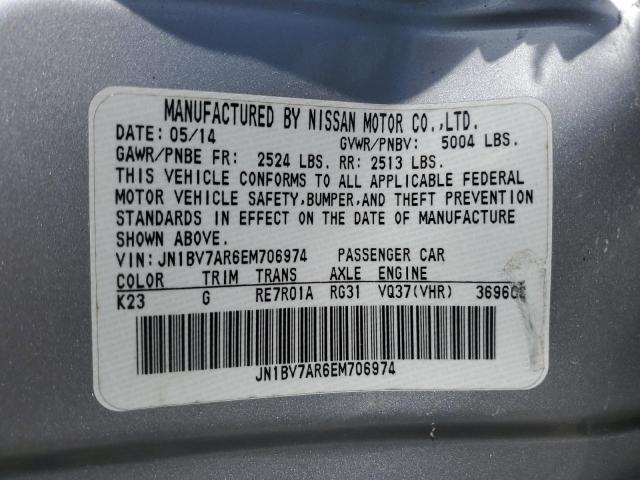 MANUFACTURED BY NISSAN MOTOR CO.,LTD.
DATE: 05/14 GVWR/PNBV: 5004 LBS.
GAWR/PNBE FR: 2524 LBS. RR: 2513 LBS.
THIS VEHICLE CONFORMS TO ALL APPLICABLE FEDERAL
MOTOR VEHICLE SAFETY,BUMPER,AND THEFT PREVENTION
STANDARDS IN EFFECT ON THE DATE OF MANUFACTURE
SHOWN ABOVE.
VIN: JN1BV7AR6EM706974 PASSENGER CAR
COLOR TRIM TRANS AXLE ENGINE
K23 G RE7R01A RG31 VQ37(VHR)
JN1BV7AR6EM706974